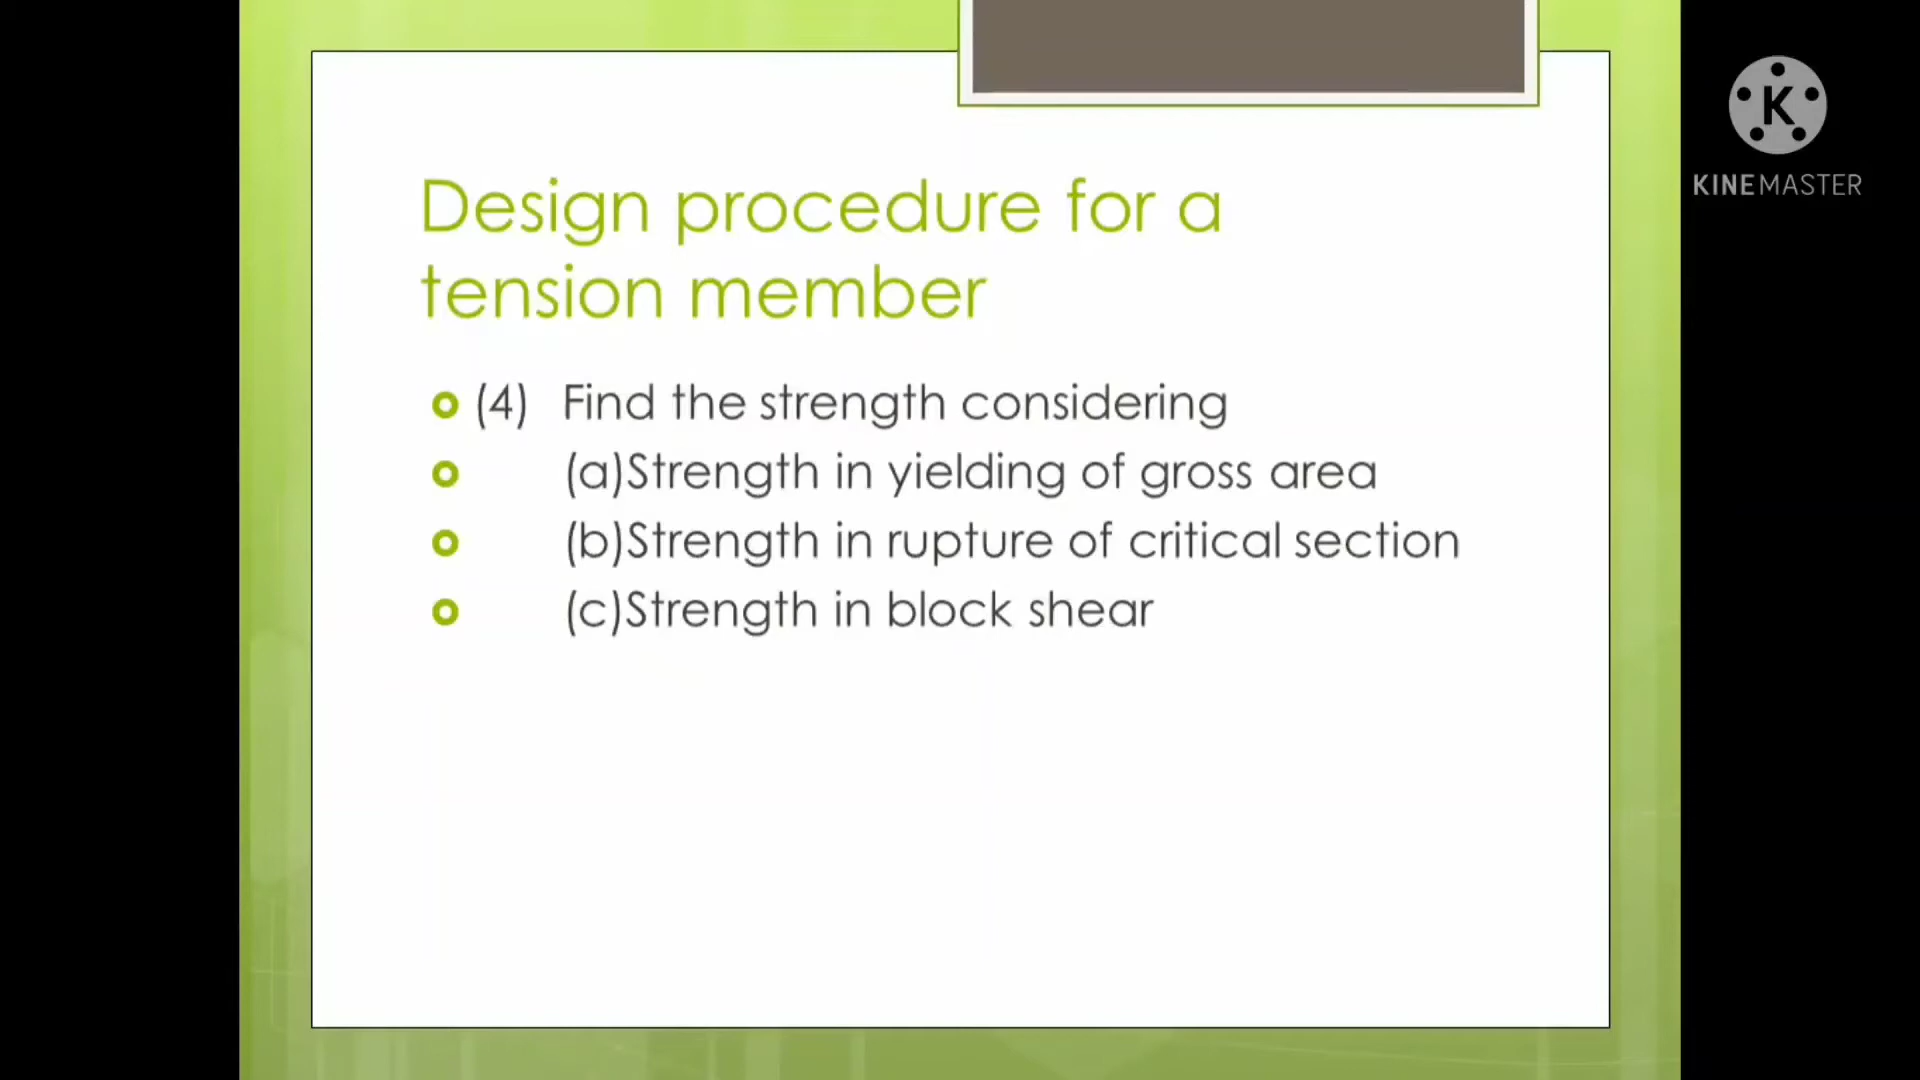 Design procedure for a
tension member
(4) Find the strength considering
(a)Strength in yielding of gross area
(b)Strength in rupture of critical section
(c)Strength in block shear
K
KINEMASTER